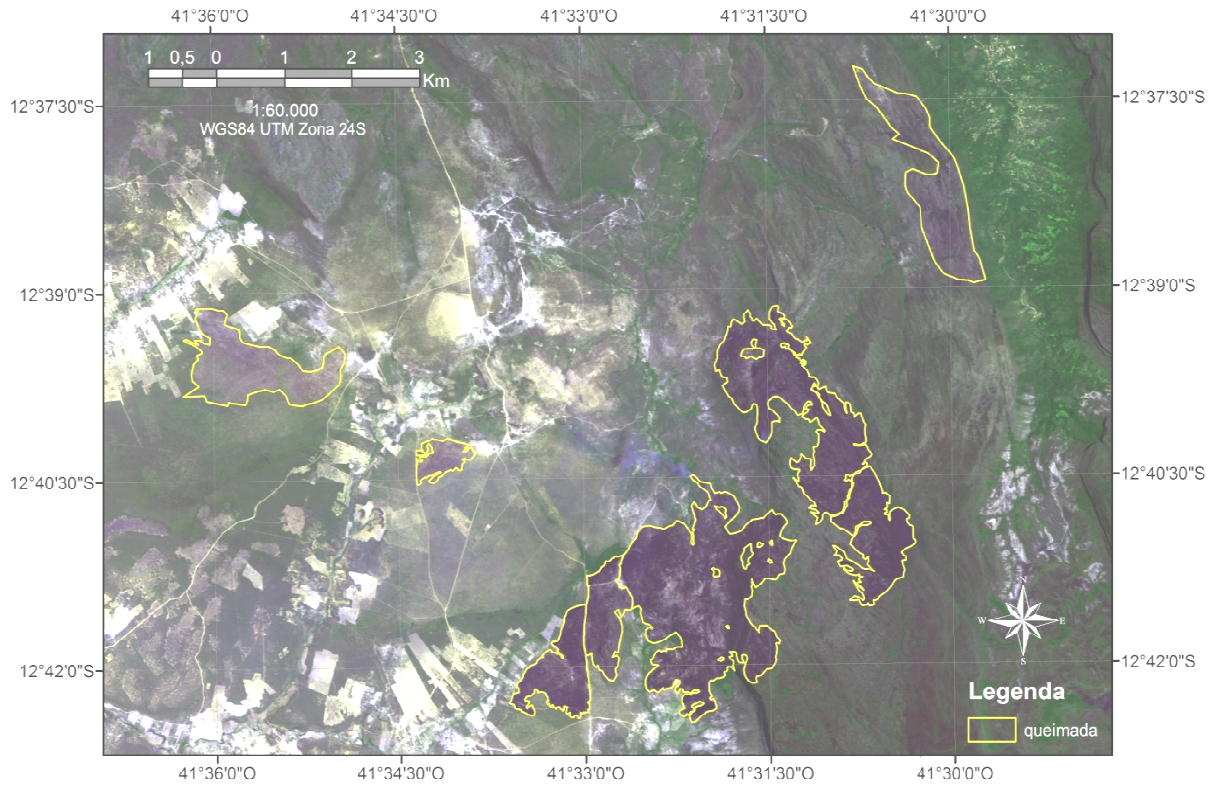 41°36'0"O 41°34'30"O 41°33'0"O 41°31'30"O 41°30'0"O
1 0,5 0 1 2 3
Km
1:60.000
WGS84 UTM Zona 24S
12°37'30"S 12°37'30"S
12°39'0"S 12°39'0"S
12°40'30"S 12°40'30"S
N
W E
S
12°42'0"S 12°42'0"S
Legenda
queimada
41°36'0"O 41°34'30"O 41°33'0"O 41°31'30"O 41°30'0"O